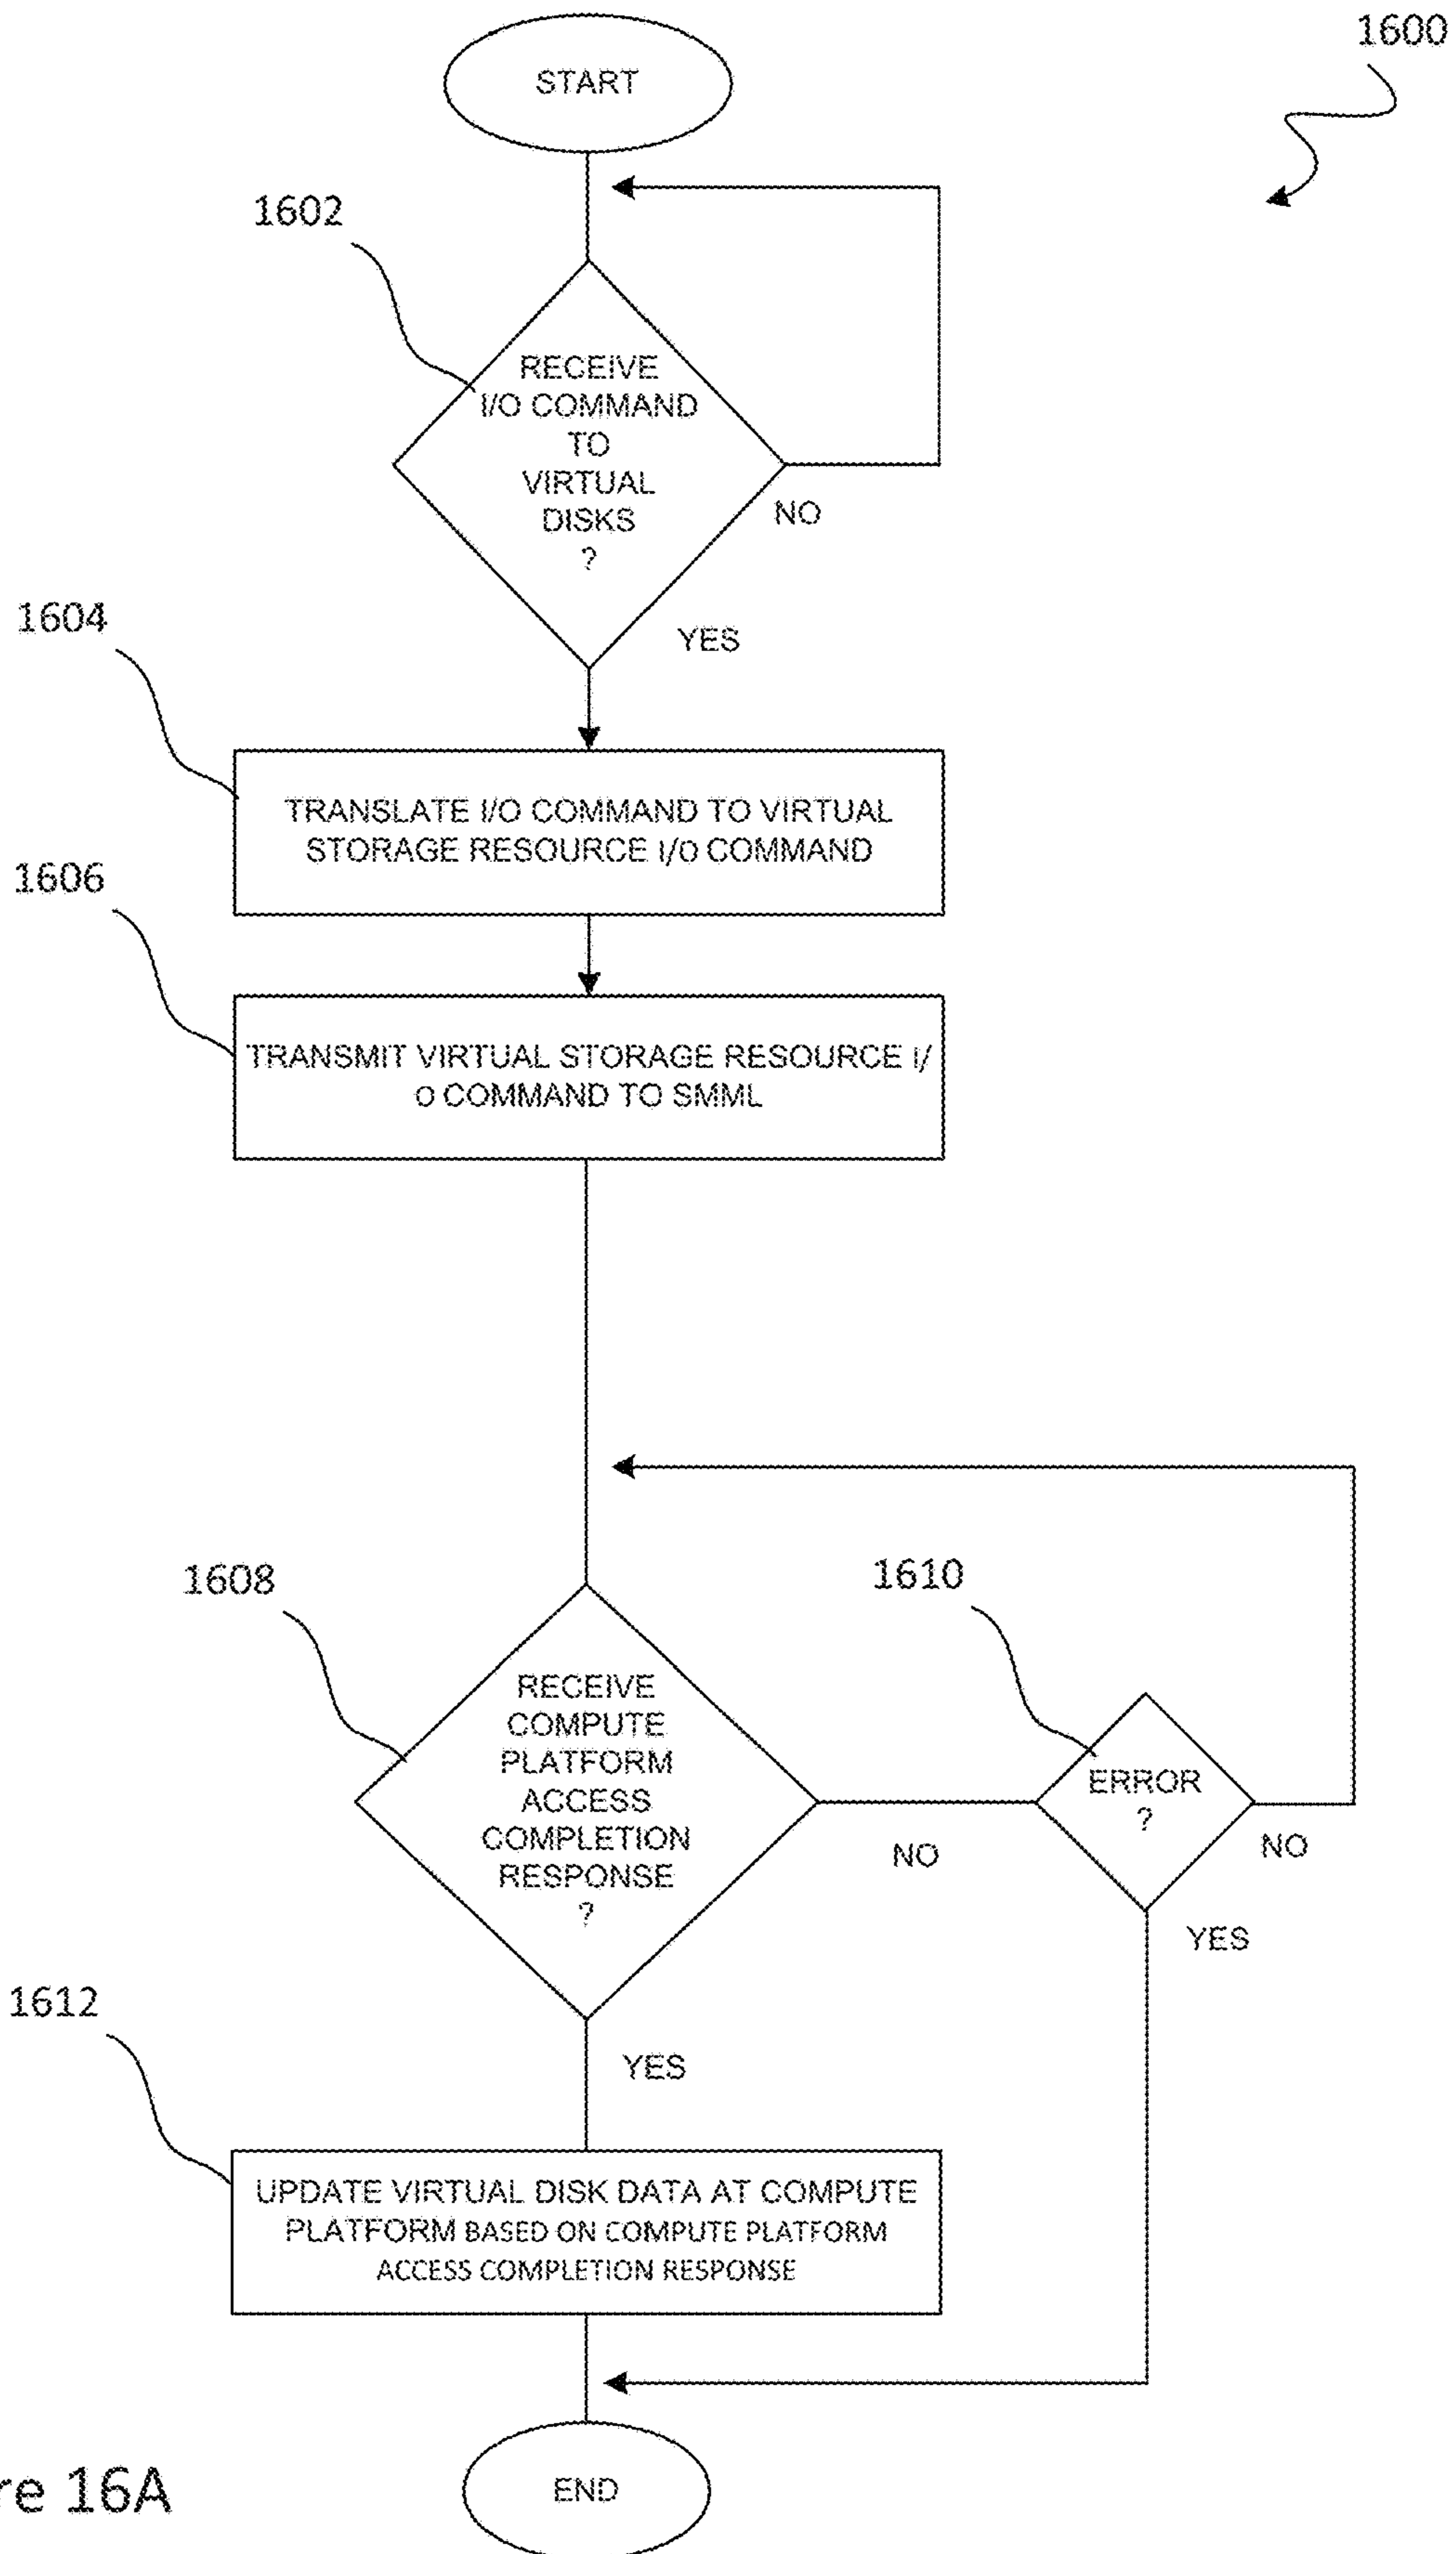 1600
START
1602
RECEIVE
I/O COMMAND
TO
VIRTUAL
DISKS
?
NO
YES
1604
TRANSLATE I/O COMMAND TO VIRTUAL
STORAGE RESOURCE I/O COMMAND
1606
TRANSMIT VIRTUAL STORAGE RESOURCE I/
O COMMAND TO SMML
1608
RECEIVE
COMPUTE
PLATFORM
ACCESS
COMPLETION
RESPONSE
?
NO
1610
ERROR
?
NO
YES
YES
1612
UPDATE VIRTUAL DISK DATA AT COMPUTE
PLATFORM BASED ON COMPUTE PLATFORM
ACCESS COMPLETION RESPONSE
END
re 16A